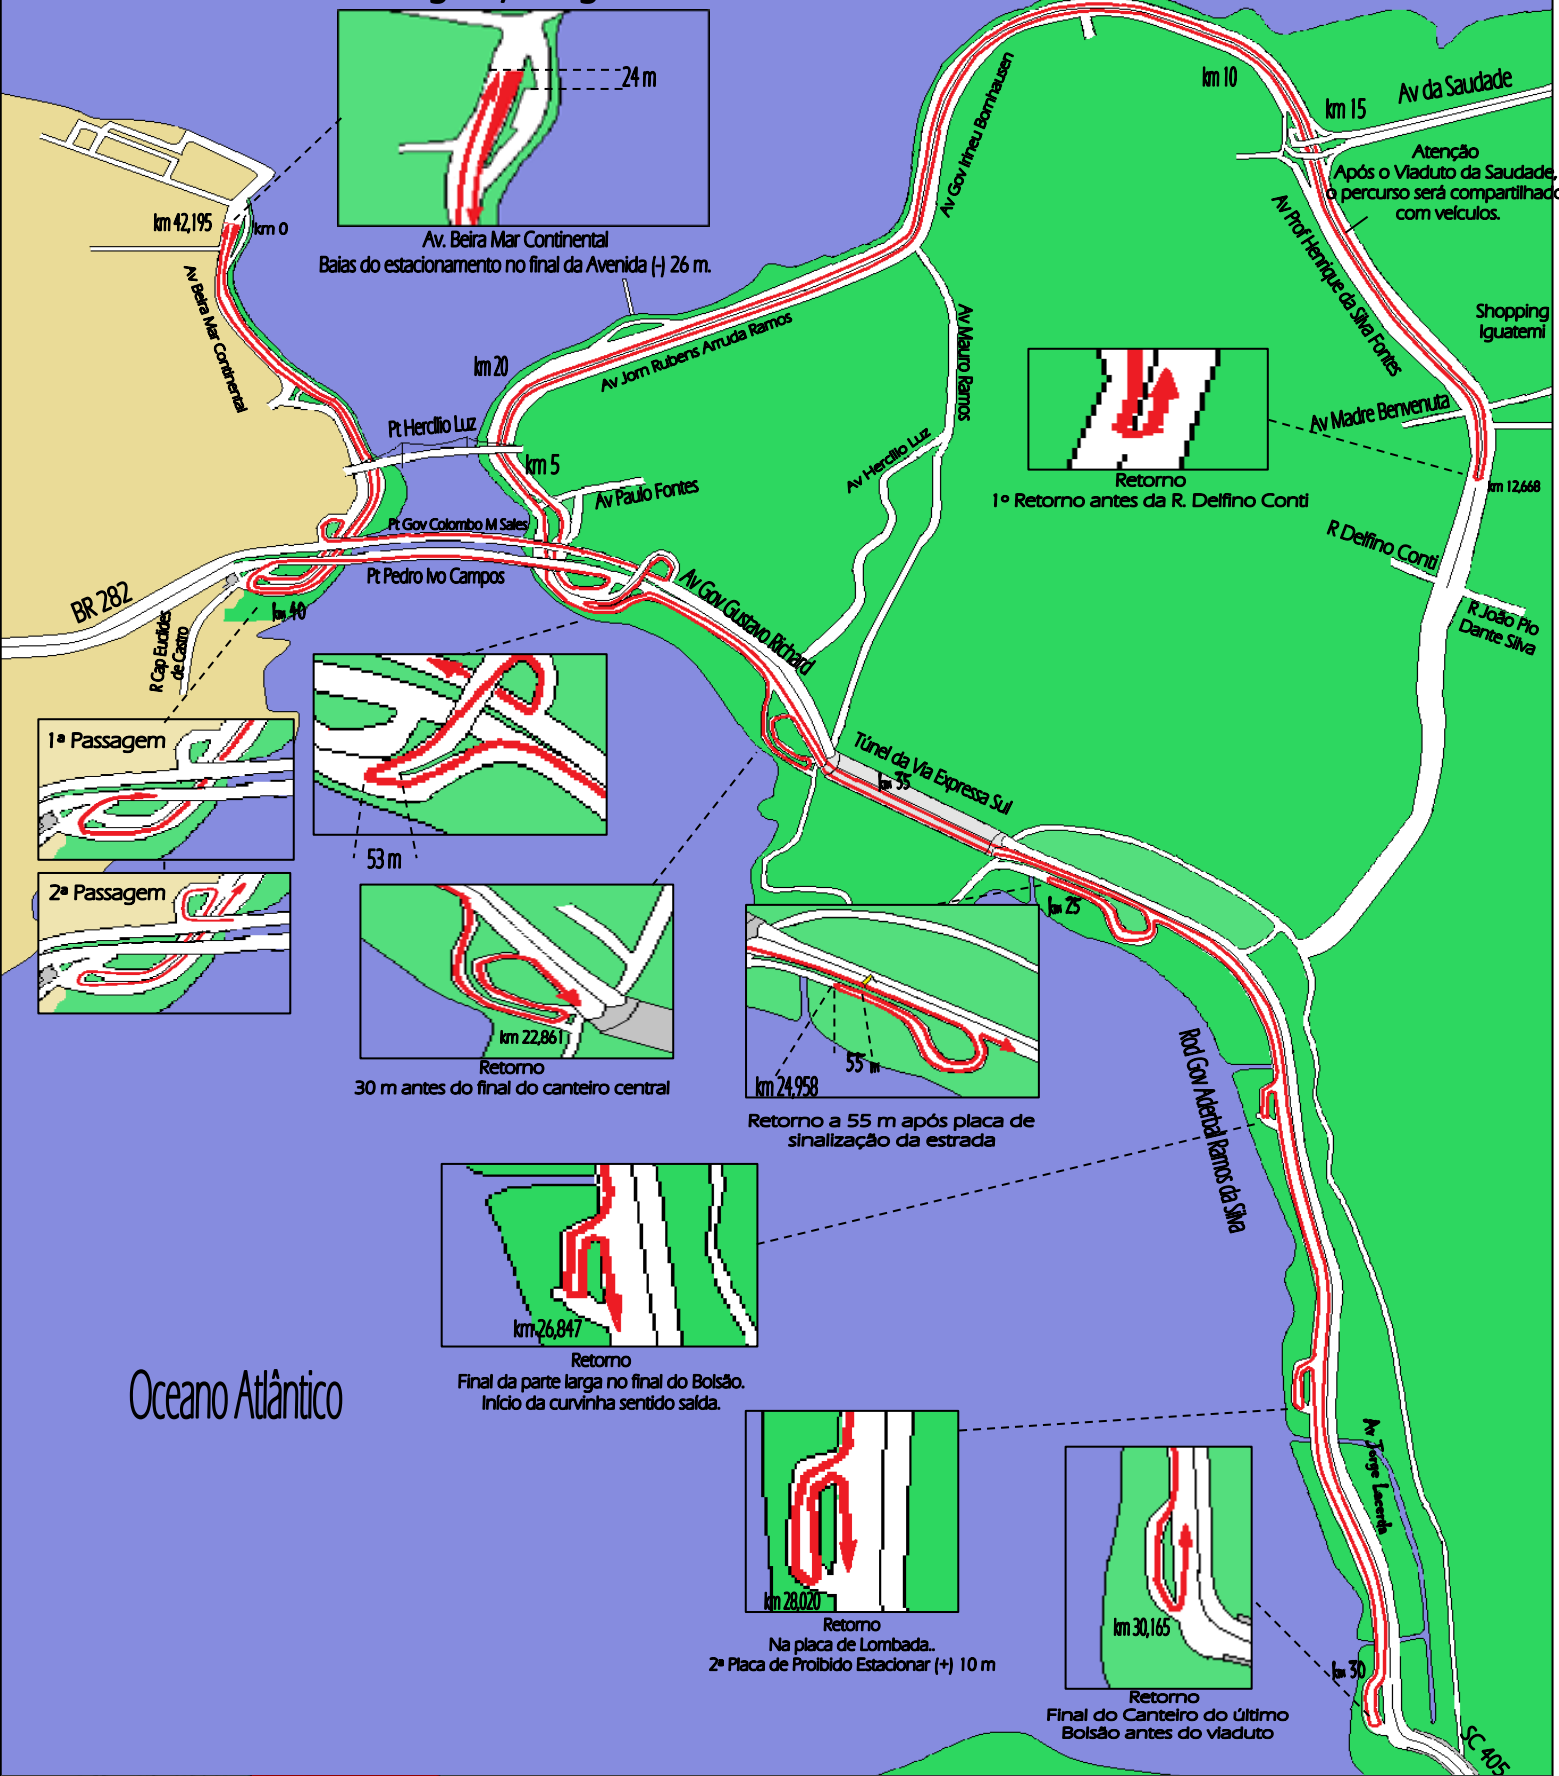 24 m
Av. Beira Mar Continental
Baias do estacionamento no final da Avenida (-) 26 m.
km 42,195
km 0
Av Beira Mar Continental
km 10
km 15
Av da Saudade
Atenção
Após o Viaduto da Saudade,
o percurso será compartilhado
com veículos.
Av Gov Irineu Bornhausen
Av Prof Henrique da Silva Fontes
Shopping
Iguatemi
Av Madre Benvenuta
km 20
Av Jorn Rubens Arruda Ramos
Av Mauro Ramos
Pt Hercílio Luz
km 5
Av Paulo Fontes
Av Hercílio Luz
Retorno
1º Retorno antes da R. Delfino Conti
km 12,668
R Delfino Conti
R João Pio
Dante Silva
Pt Gov Colombo M Sales
Pt Pedro Ivo Campos
BR 282
km 40
R Cap Euclides
de Castro
Av Gov Gustavo Richard
1ª Passagem
2ª Passagem
53 m
Túnel da Via Expressa Sul
km 35
km 25
km 22,861
Retorno
30 m antes do final do canteiro central
55 m
km 24,958
Retorno a 55 m após placa de
sinalização da estrada
Rod Gov Aderbal Ramos da Silva
km 26,847
Retorno
Final da parte larga no final do Bolsão.
Início da curvinha sentido saída.
Oceano Atlântico
km 28,020
Retorno
Na placa de Lombada..
2ª Placa de Proibido Estacionar (+) 10 m
Av Jorge Lacerda
km 30,165
Retorno
Final do Canteiro do último
Bolsão antes do viaduto
km 30
SC 405